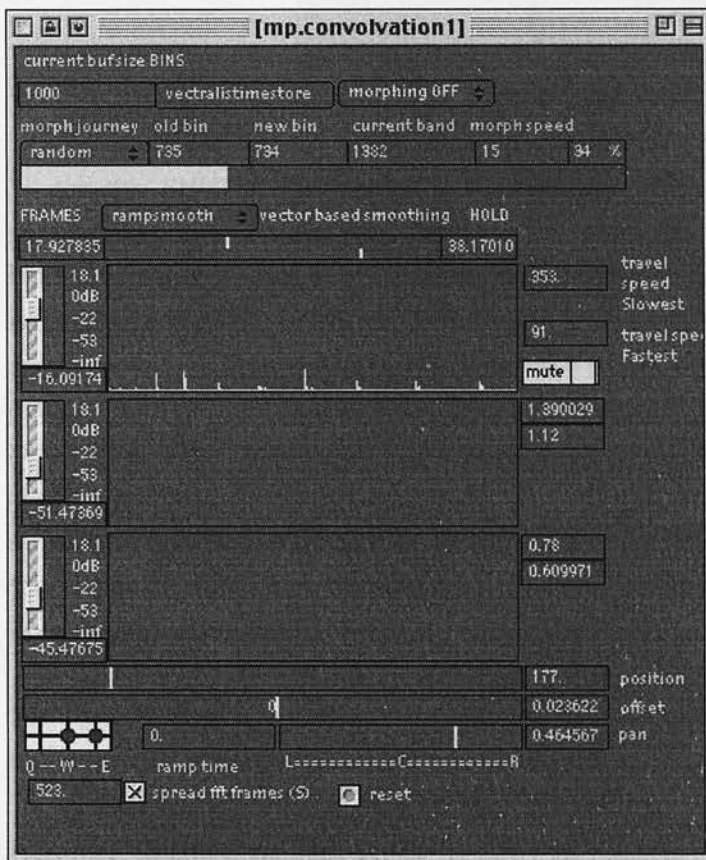 [mp.convolvation1]
current bufsize BINS
1000 vectralistimestore morphing OFF
morph journey old bin new bin current band morphspeed
random 735 734 1382 15 34 %
FRAMES rampsmooth vector based smoothing HOLD
17.927835 38.17010
18.1
0dB
-22
-53
-inf
-16.09174
353. travel speed Slowest
91. travel spe Fastest
mute
18.1
0dB
-22
-53
-inf
-51.47369
1.390029
1.12
18.1
0dB
-22
-53
-inf
-45.47675
0.78
0.609971
177. position
0 0.023622 offset
0. 0.464567 pan
Q -- W -- E ramp time L============C============R
523. spread fft frames (S) reset